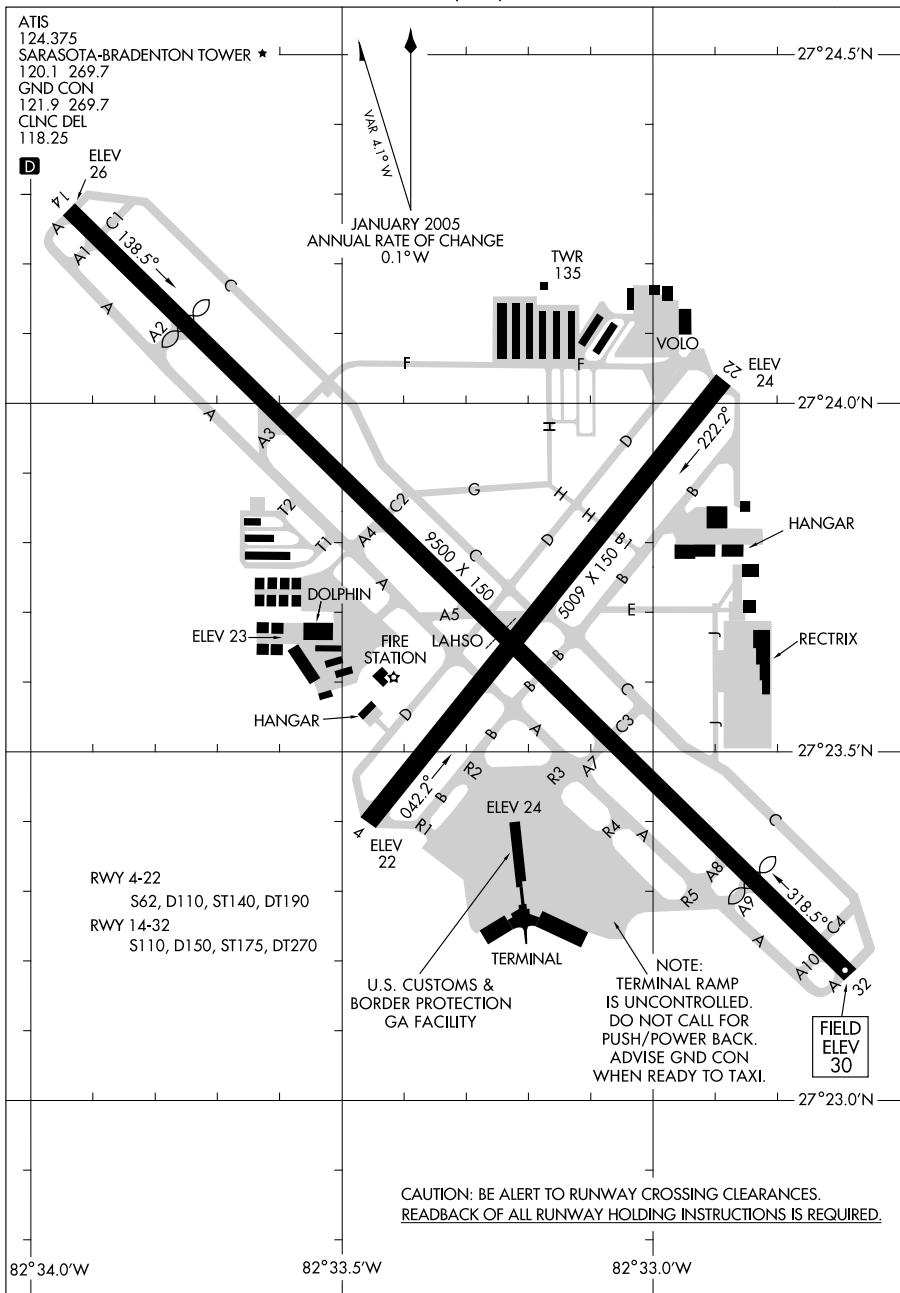 ATIS
124.375
SARASOTA-BRADENTON TOWER ★
120.1 269.7
GND CON
121.9 269.7
CLNC DEL
118.25
D
27°24.5'N
VAR 4.1° W
JANUARY 2005
ANNUAL RATE OF CHANGE
0.1° W
ELEV
26
14
A
A1
C1
138.5°
C
A
A2
TWR
135
VOLO
F
F
22
ELEV
24
27°24.0'N
A
A3
H
D
222.2°
B
T2
C2
G
H
H
HANGAR
T1
A4
9500 X 150
C
D
B1
B
5009 X 150
A
E
DOLPHIN
A5
J
ELEV 23
LAHSO
RECTRIX
FIRE
STATION
B
C
B
HANGAR
D
B
A
C3
J
27°23.5'N
042.2°
R2
R3
A7
B
R1
4
ELEV
22
ELEV 24
R4
A
C
RWY 4-22
S62, D110, ST140, DT190
RWY 14-32
S110, D150, ST175, DT270
A8
R5
A9
318.5°
C4
A
A10
A
32
TERMINAL
U.S. CUSTOMS &
BORDER PROTECTION
GA FACILITY
NOTE:
TERMINAL RAMP
IS UNCONTROLLED.
DO NOT CALL FOR
PUSH/POWER BACK.
ADVISE GND CON
WHEN READY TO TAXI.
FIELD
ELEV
30
27°23.0'N
CAUTION: BE ALERT TO RUNWAY CROSSING CLEARANCES.
READBACK OF ALL RUNWAY HOLDING INSTRUCTIONS IS REQUIRED.
82°34.0'W
82°33.5'W
82°33.0'W